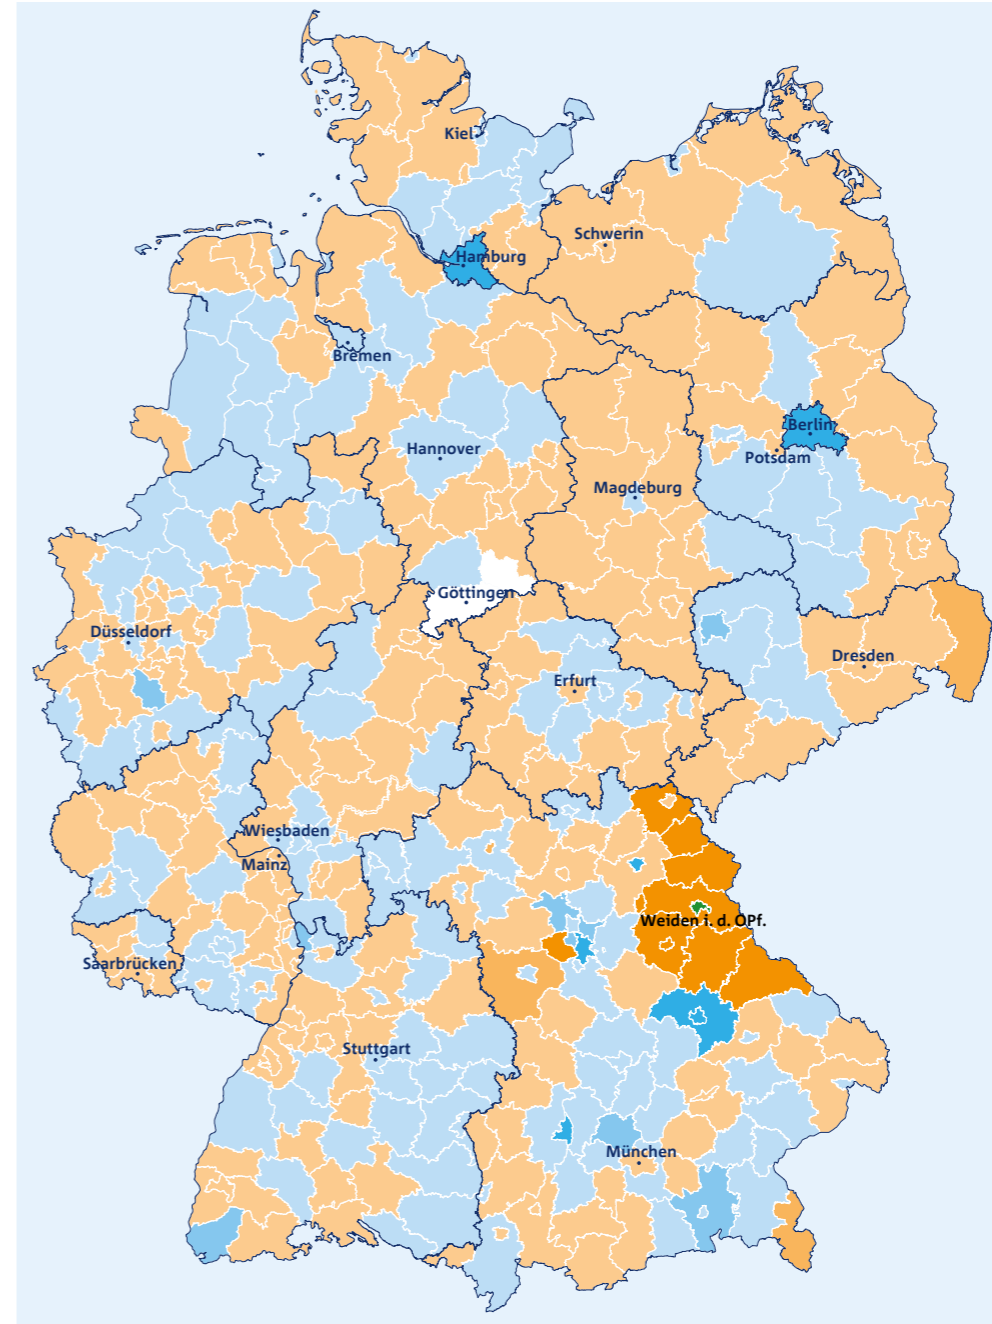 Kiel
Schwerin
Hamburg
Bremen
Berlin
Hannover
Potsdam
Magdeburg
Göttingen
Düsseldorf
Dresden
Erfurt
Wiesbaden
Mainz
Weiden i. d. OPf.
Saarbrücken
Stuttgart
München